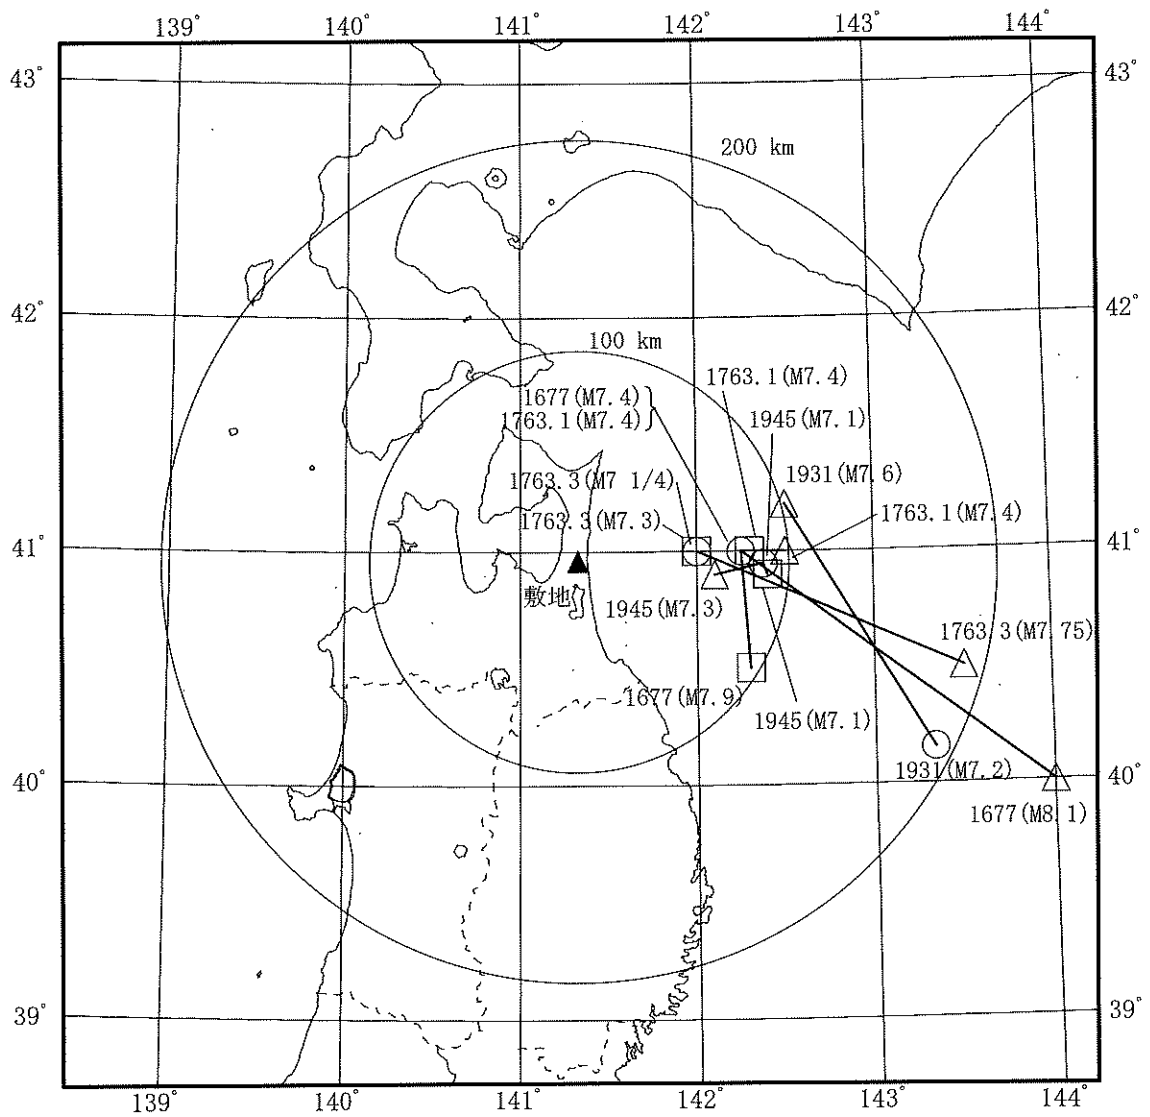 139° 140° 141° 142° 143° 144°
43° 43°
200 km
42° 42°
100 km
1763.1(M7.4)
1677(M7.4)
1763.1(M7.4)
1945(M7.1)
1931(M7.6)
1763.3(M7 1/4)
1763.1(M7.4)
1763.3(M7.3)
41° 41°
敷地
1945(M7.3)
1763.3(M7.75)
1677(M7.9)
1945(M7.1)
1931(M7.2)
40° 40°
1677(M8.1)
39° 39°
139° 140° 141° 142° 143° 144°